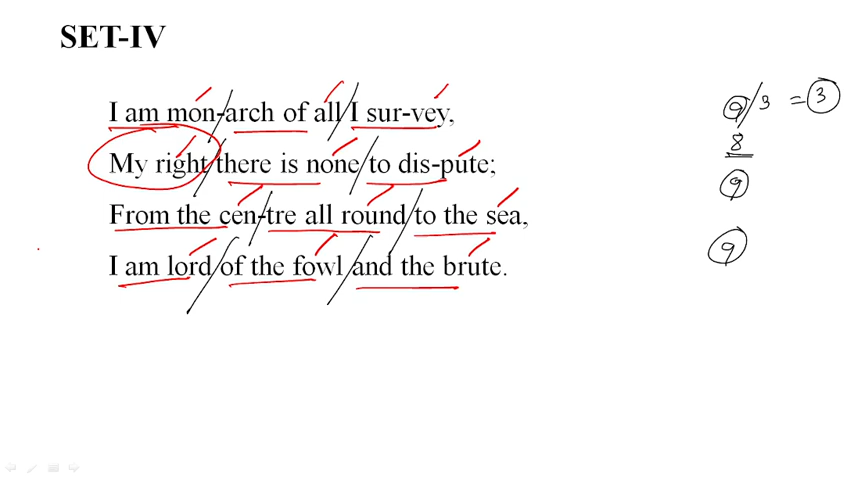 SET-IV
I am mon-arch of all I sur-vey,
My right there is none to dis-pute;
From the cen-tre all round to the sea,
I am lord of the fowl and the brute.
9/3 = 3
8
9
9